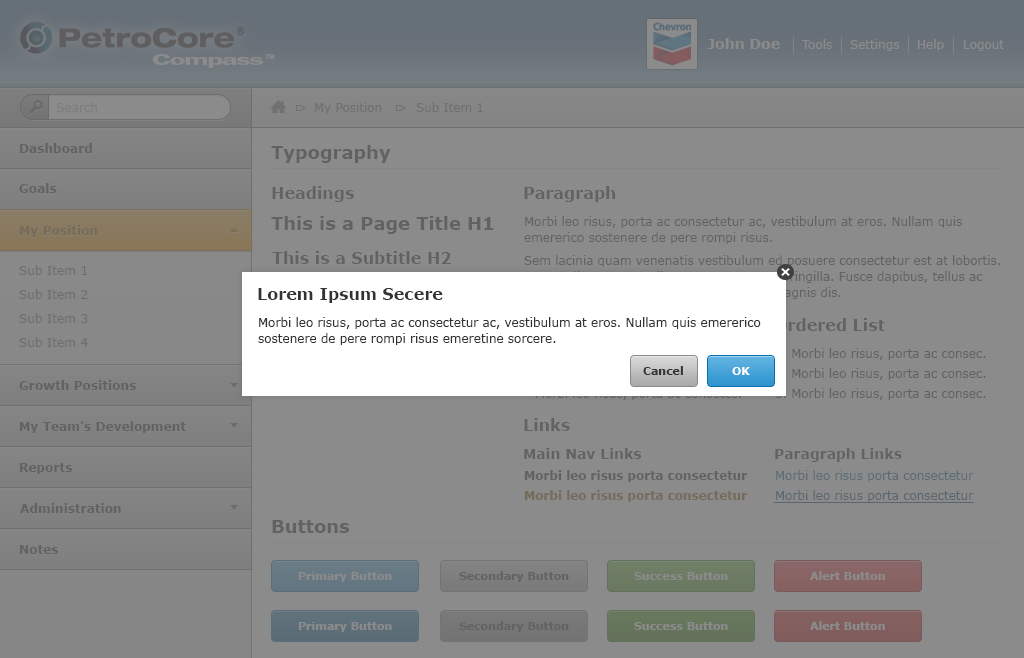 PetroCore®
Compass™
Chevron
John Doe
Tools
Settings
Help
Logout
Search
My Position
Sub Item 1
Dashboard
Goals
My Position
Sub Item 1
Sub Item 2
Sub Item 3
Sub Item 4
Growth Positions
My Team’s Development
Reports
Administration
Notes
Typography
Headings
This is a Page Title H1
This is a Subtitle H2
Paragraph
Morbi leo risus, porta ac consectetur ac, vestibulum at eros. Nullam quis
emererico sostenere de pere rompi risus.
Sem lacinia quam venenatis vestibulum ed posuere consectetur est at lobortis.
Fusce dapibus, tellus ac
dis.
Lorem Ipsum Secere
Morbi leo risus, porta ac consectetur ac, vestibulum at eros. Nullam quis emererico
sostenere de pere rompi risus emeretine sorcere.
Cancel
OK
List
Morbi leo risus, porta ac consec.
Morbi leo risus, porta ac consec.
Morbi leo risus, porta ac consec.
Links
Main Nav Links
Morbi leo risus porta consectetur
Morbi leo risus porta consectetur
Paragraph Links
Morbi leo risus porta consectetur
Morbi leo risus porta consectetur
Buttons
Primary Button
Secondary Button
Success Button
Alert Button
Primary Button
Secondary Button
Success Button
Alert Button